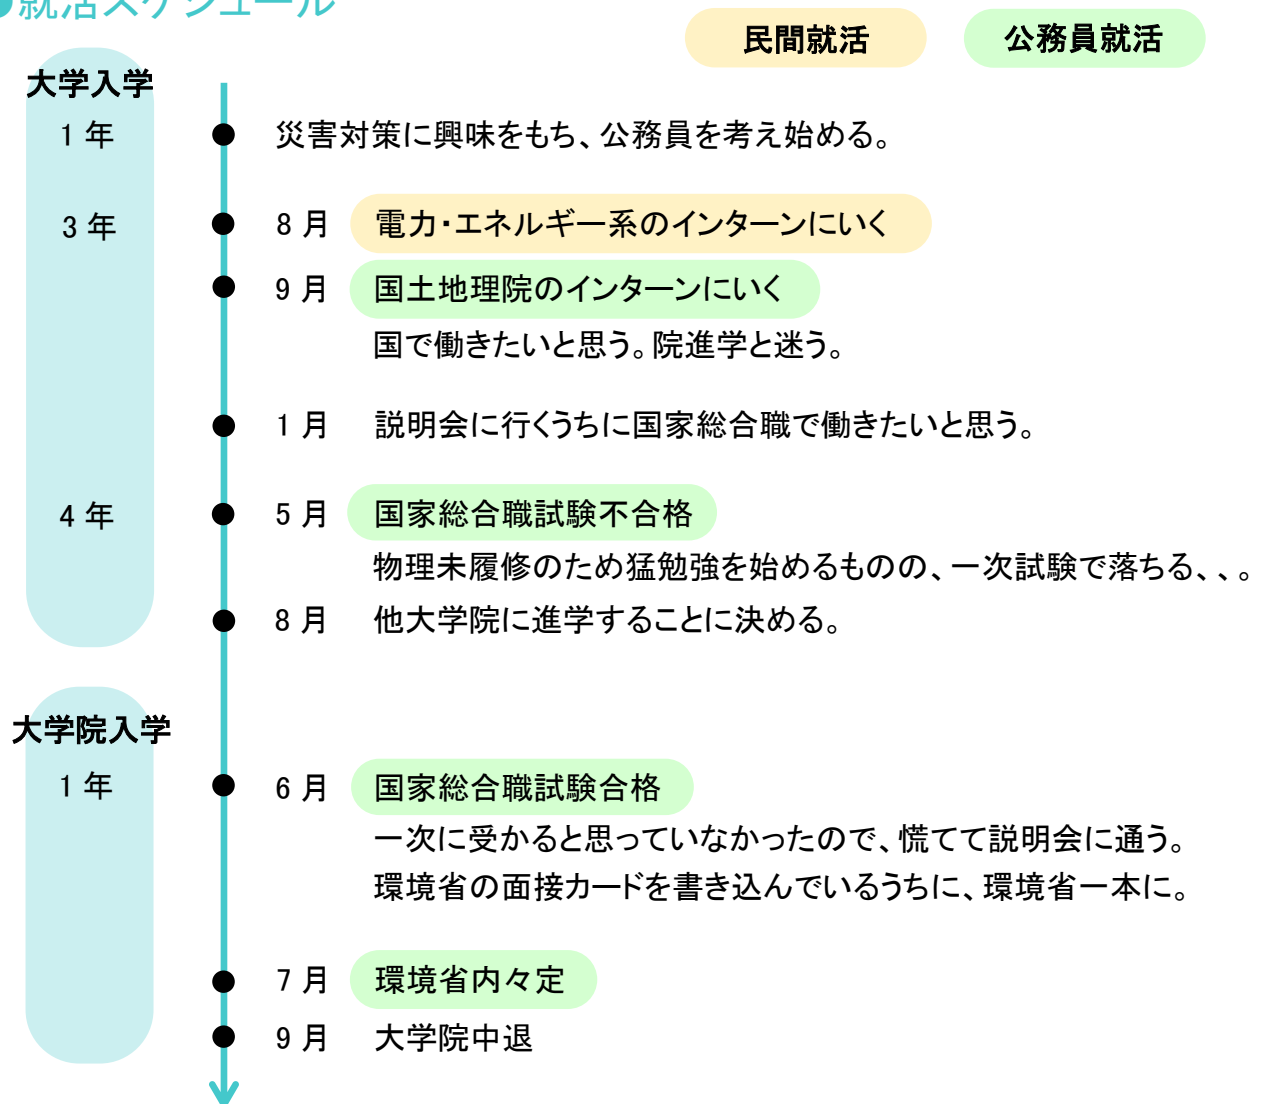 ●就活スケジュール
民間就活
公務員就活
大学入学
1 年
災害対策に興味をもち、公務員を考え始める。
3 年
8 月 電力・エネルギー系のインターンにいく
9 月 国土地理院のインターンにいく
国で働きたいと思う。院進学と迷う。
1 月 説明会に行くうちに国家総合職で働きたいと思う。
4 年
5 月 国家総合職試験不合格
物理未履修のため猛勉強を始めるものの、一次試験で落ちる、、。
8 月 他大学院に進学することに決める。
大学院入学
1 年
6 月 国家総合職試験合格
一次に受かると思っていなかったので、慌てて説明会に通う。
環境省の面接カードを書き込んでいるうちに、環境省一本に。
7 月 環境省内々定
9 月 大学院中退